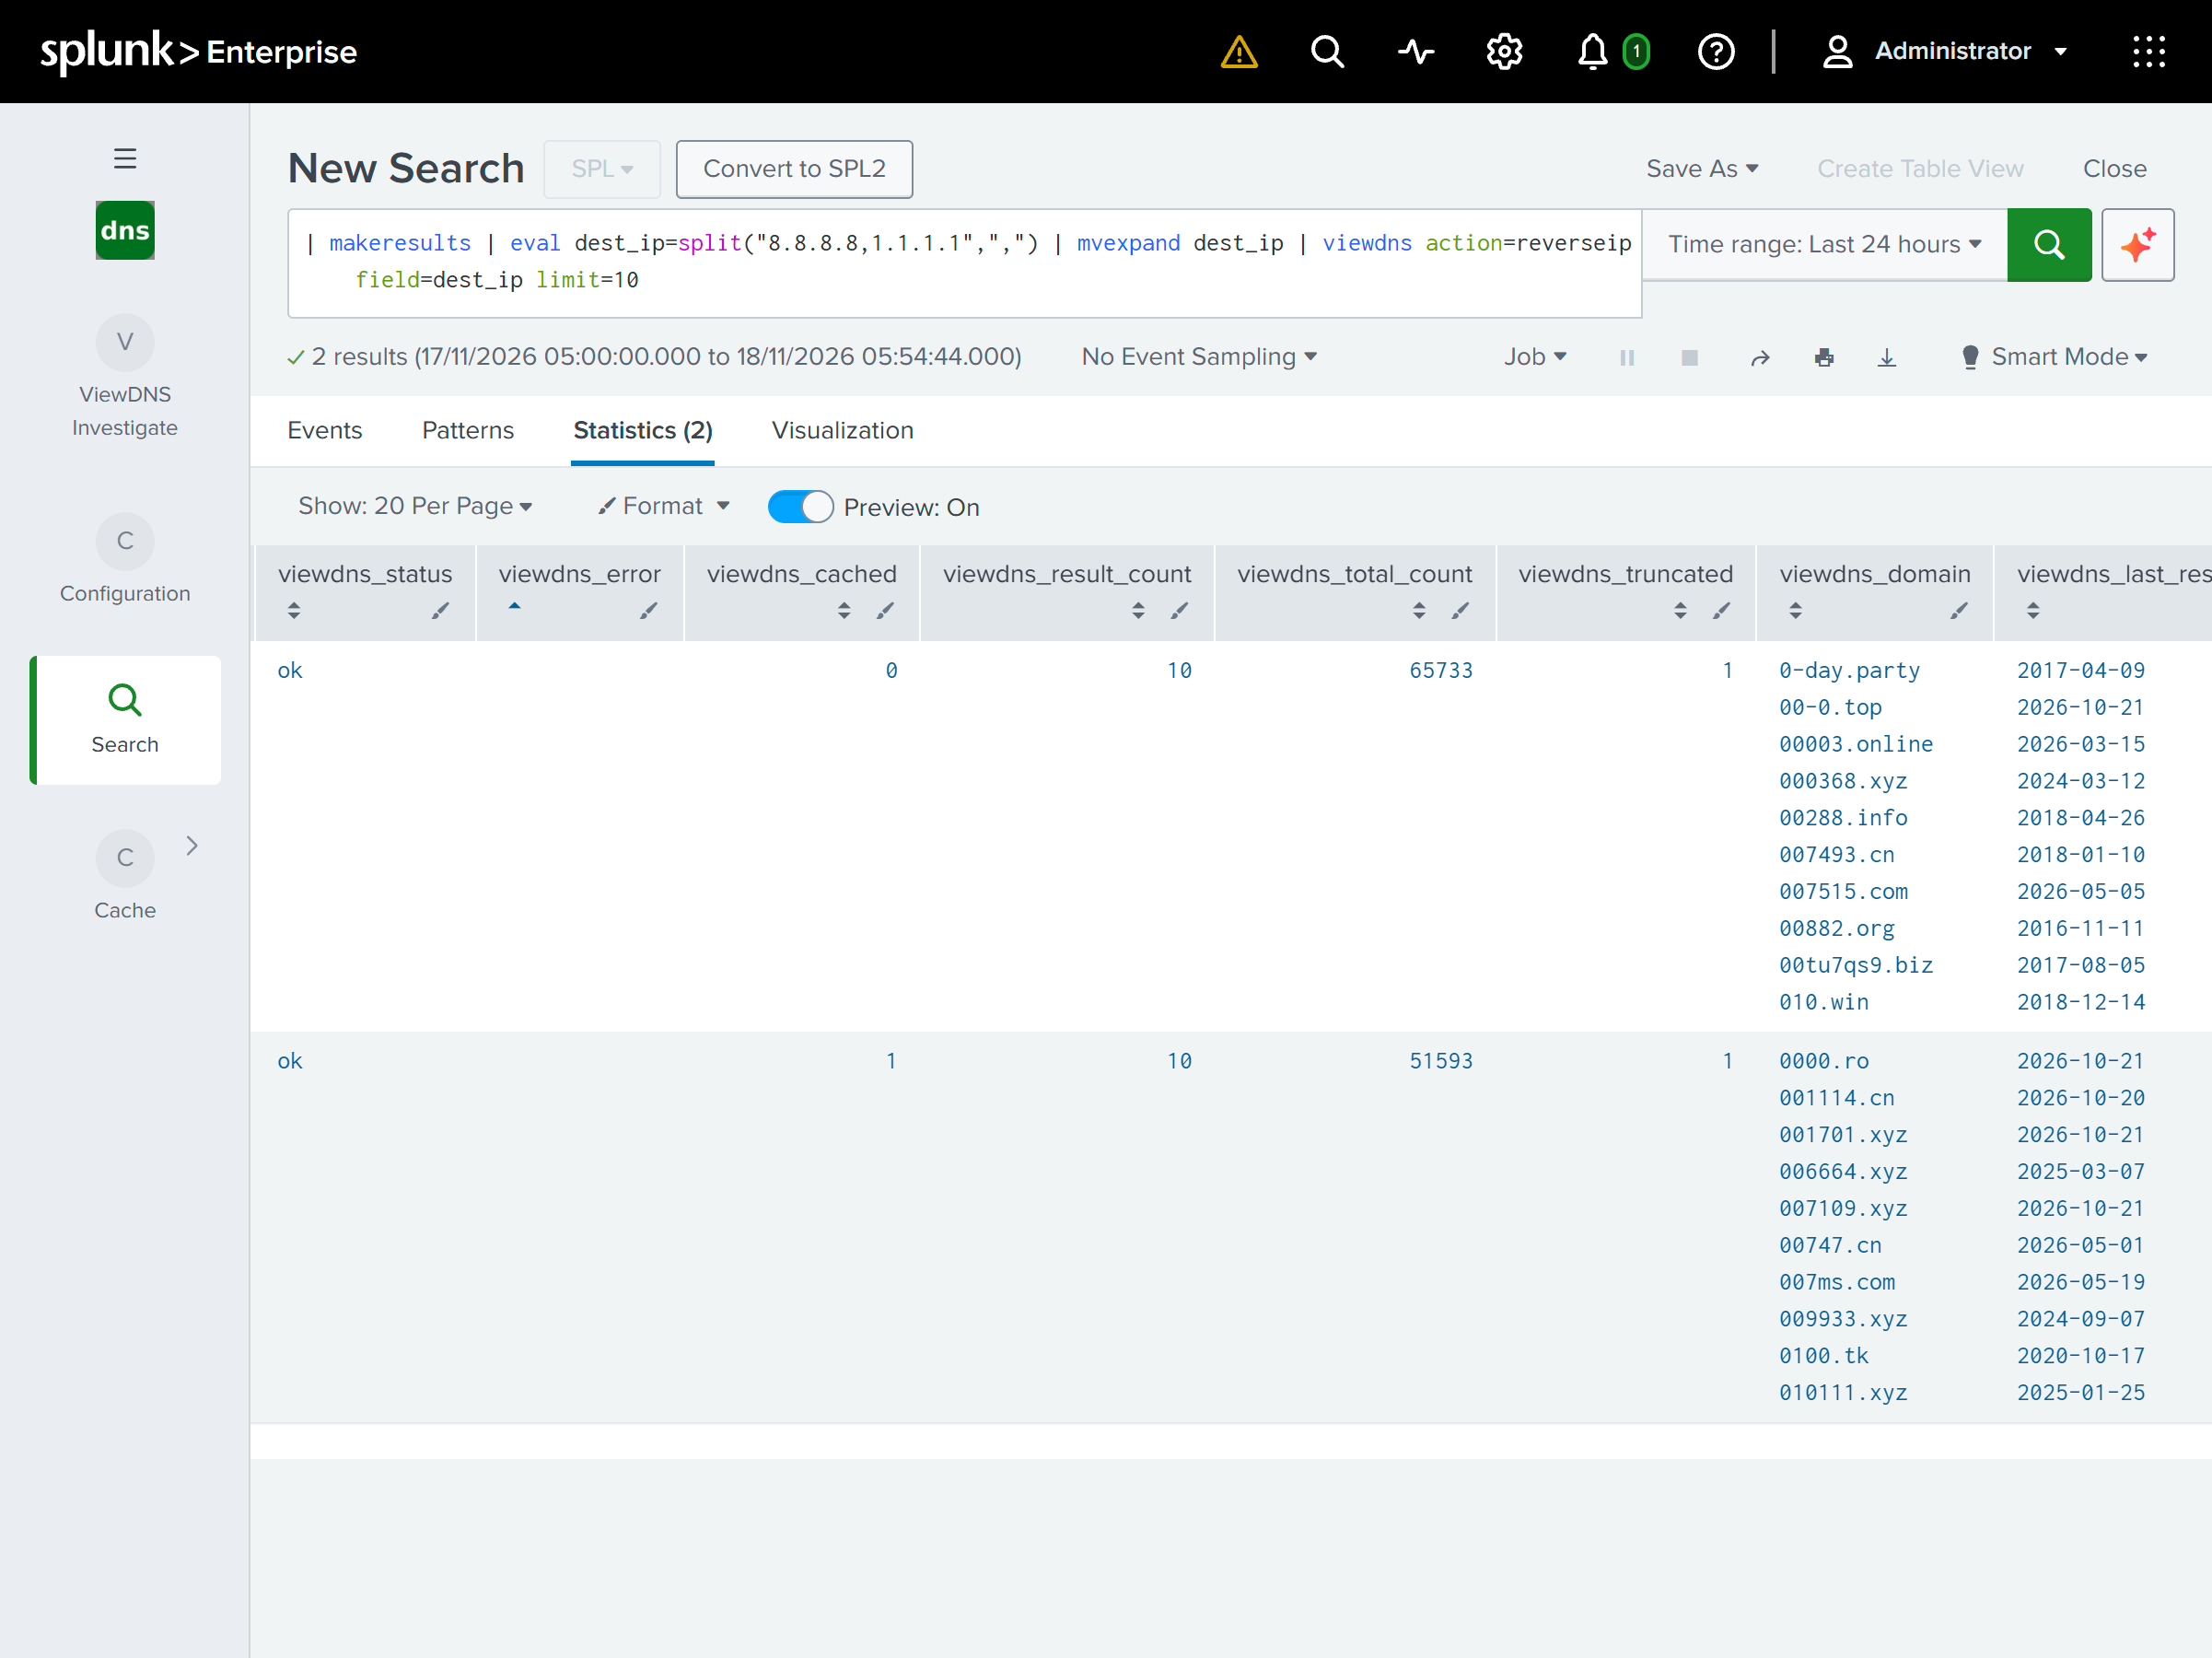 splunk> Enterprise
1
Administrator
dns
V
ViewDNS
Investigate
C
Configuration
Search
C
Cache
New Search
SPL
Convert to SPL2
Save As
Create Table View
Close
| makeresults | eval dest_ip=split("8.8.8.8,1.1.1.1",",") | mvexpand dest_ip | viewdns action=reverseip
field=dest_ip limit=10
Time range: Last 24 hours
2 results (17/11/2026 05:00:00.000 to 18/11/2026 05:54:44.000)
No Event Sampling
Job
Smart Mode
Events
Patterns
Statistics (2)
Visualization
Show: 20 Per Page
Format
Preview: On
viewdns_status viewdns_error viewdns_cached viewdns_result_count viewdns_total_count viewdns_truncated viewdns_domain viewdns_last_res
ok 0 10 65733 1 0-day.party 2017-04-09
00-0.top 2026-10-21
00003.online 2026-03-15
000368.xyz 2024-03-12
00288.info 2018-04-26
007493.cn 2018-01-10
007515.com 2026-05-05
00882.org 2016-11-11
00tu7qs9.biz 2017-08-05
010.win 2018-12-14
ok 1 10 51593 1 0000.ro 2026-10-21
001114.cn 2026-10-20
001701.xyz 2026-10-21
006664.xyz 2025-03-07
007109.xyz 2026-10-21
00747.cn 2026-05-01
007ms.com 2026-05-19
009933.xyz 2024-09-07
0100.tk 2020-10-17
010111.xyz 2025-01-25